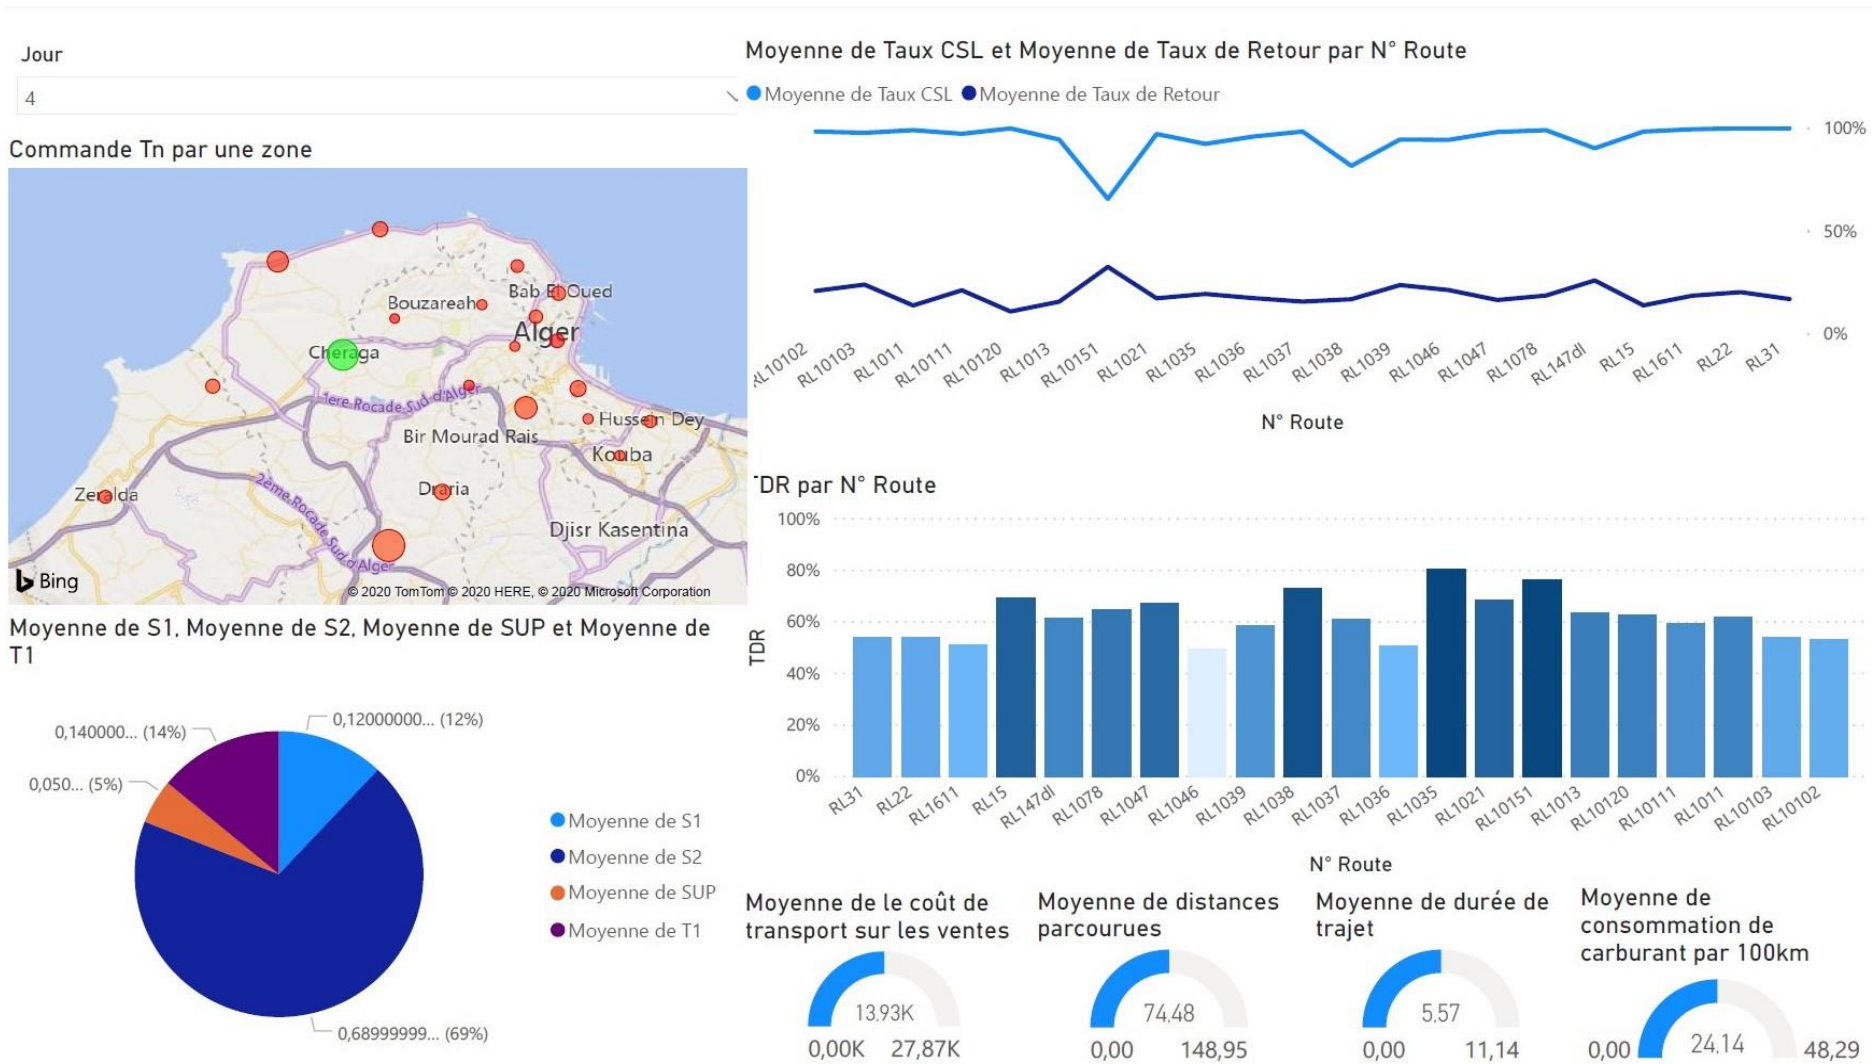 Jour
4
Commande Tn par une zone
Bab El Oued
Bouzareah
Alger
Cheraga
1ere Rocade Sud d'Alger
Hussein Dey
Bir Mourad Rais
Kouba
Zeralda
Draria
2ème Rocade Sud d'Alger
Djisr Kasentina
Bing
© 2020 TomTom © 2020 HERE, © 2020 Microsoft Corporation
Moyenne de S1, Moyenne de S2, Moyenne de SUP et Moyenne de
T1
0,12000000... (12%)
0,140000... (14%)
0,050... (5%)
0,68999999... (69%)
Moyenne de S1
Moyenne de S2
Moyenne de SUP
Moyenne de T1
Moyenne de Taux CSL et Moyenne de Taux de Retour par N° Route
Moyenne de Taux CSL Moyenne de Taux de Retour
100%
50%
0%
RL10102 RL10103 RL1011 RL10111 RL10120 RL1013 RL10151 RL1021 RL1035 RL1036 RL1037 RL1038 RL1039 RL1046 RL1047 RL1078 RL147dl RL15 RL1611 RL22 RL31
N° Route
TDR par N° Route
100%
80%
60%
40%
20%
0%
TDR
RL31 RL22 RL1611 RL15 RL147dl RL1078 RL1047 RL1046 RL1039 RL1038 RL1037 RL1036 RL1035 RL1021 RL10151 RL1013 RL10120 RL10111 RL1011 RL10103 RL10102
N° Route
Moyenne de le coût de
transport sur les ventes
13,93K
0,00K 27,87K
Moyenne de distances
parcourues
74,48
0,00 148,95
Moyenne de durée de
trajet
5,57
0,00 11,14
Moyenne de
consommation de
carburant par 100km
24,14
0,00 48,29